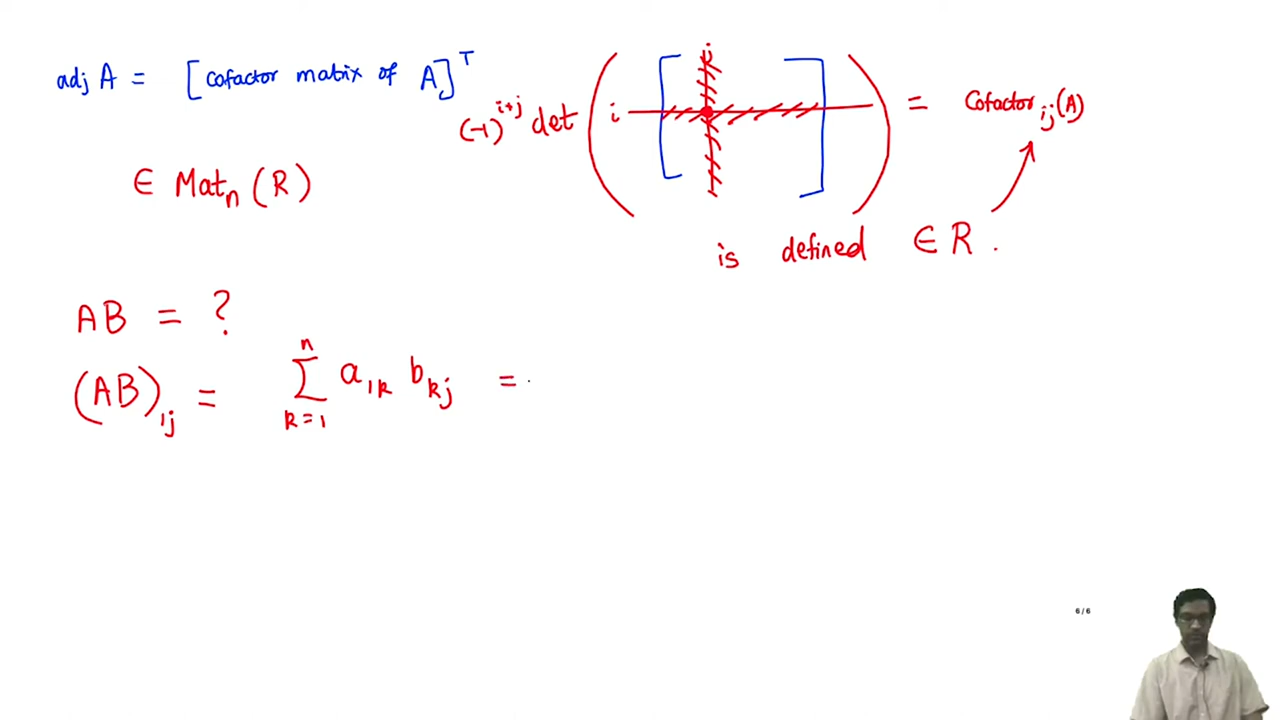 adj A = [Cofactor matrix of A]^T
(-1)^{i+j} det ( i [ j ] ) = Cofactor_{ij}(A)
∈ Mat_n (R)
is defined ∈ R .
AB = ?
(AB)_{ij} = \sum_{k=1}^{n} a_{ik} b_{kj} =
6 / 6